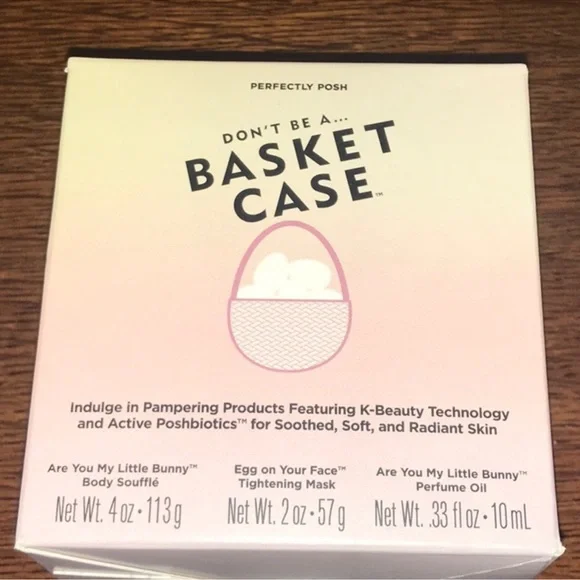 PERFECTLY POSH
DON'T BE A...
BASKET
CASE™
Indulge in Pampering Products Featuring K-Beauty Technology
and Active Poshbiotics™ for Soothed, Soft, and Radiant Skin
Are You My Little Bunny™
Body Soufflé
Net Wt. 4 oz • 113 g
Egg on Your Face™
Tightening Mask
Net Wt. 2 oz • 57 g
Are You My Little Bunny™
Perfume Oil
Net Wt. .33 fl oz • 10 mL